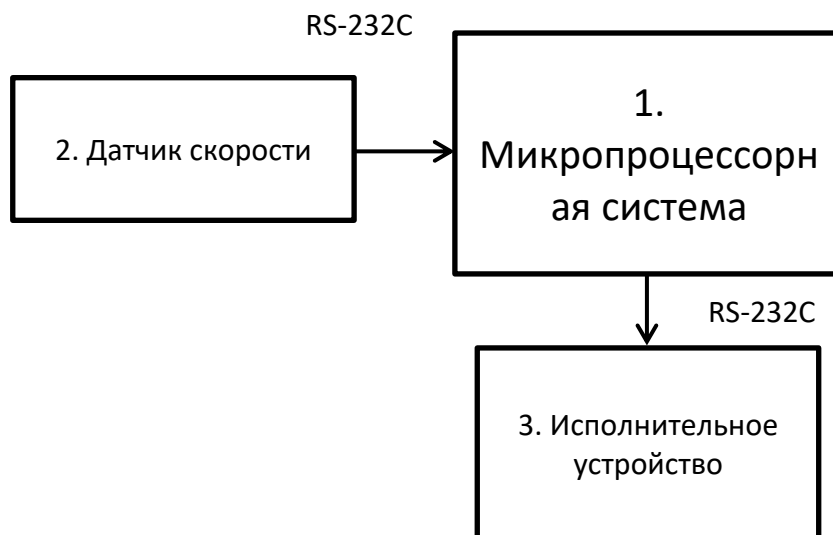 RS-232C
2. Датчик скорости
1.
Микропроцессорн
ая система
RS-232C
3. Исполнительное
устройство